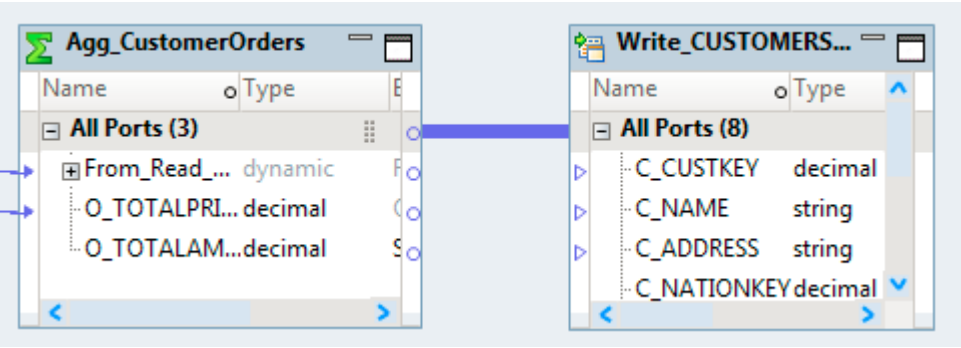 Agg_CustomerOrders
Name Type
All Ports (3)
From_Read_... dynamic
O_TOTALPRI... decimal
O_TOTALAM... decimal
Write_CUSTOMERS...
Name Type
All Ports (8)
C_CUSTKEY decimal
C_NAME string
C_ADDRESS string
C_NATIONKEY decimal